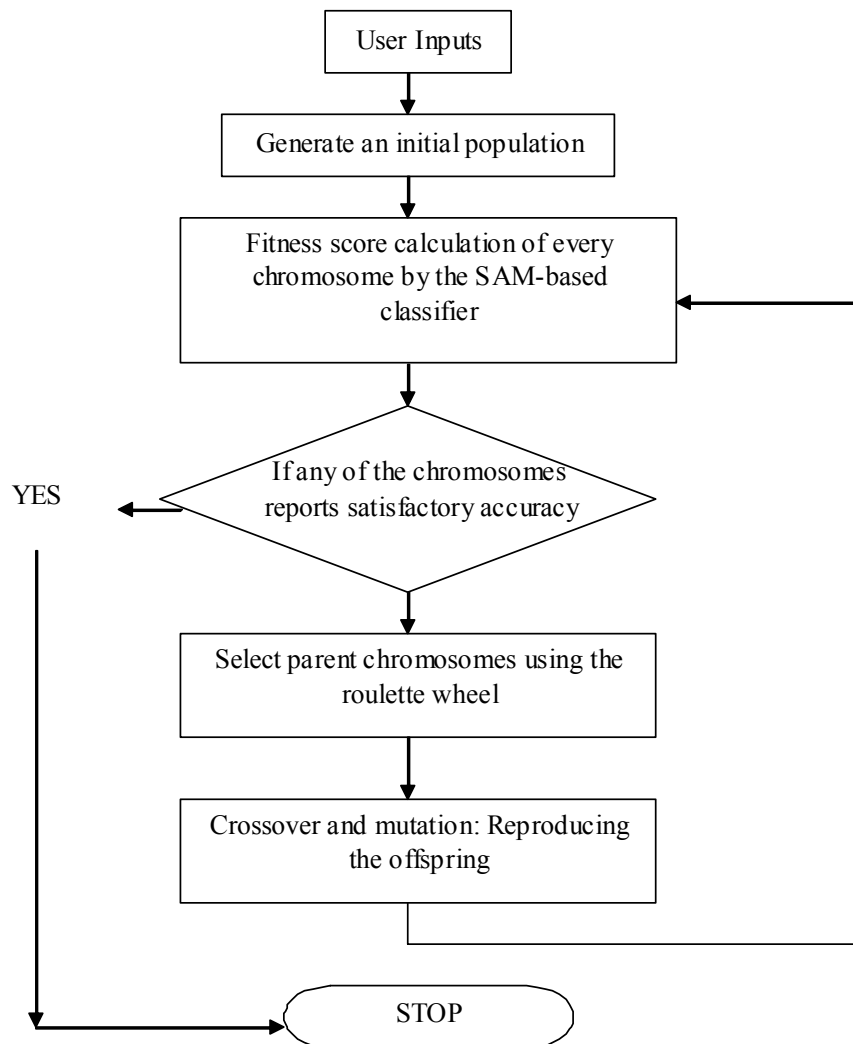 User Inputs
Generate an initial population
Fitness score calculation of every
chromosome by the SAM-based
classifier
If any of the chromosomes
reports satisfactory accuracy
YES
Select parent chromosomes using the
roulette wheel
Crossover and mutation: Reproducing
the offspring
STOP